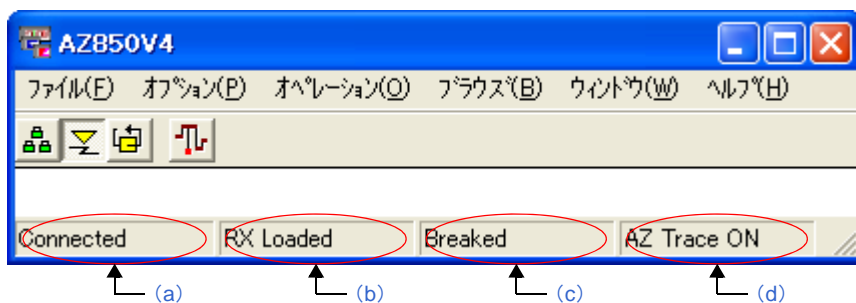 AZ850V4
ファイル(F) オプション(P) オペレーション(O) ブラウズ(B) ウィンドウ(W) ヘルプ(H)
Connected RX Loaded Breaked AZ Trace ON
(a) (b) (c) (d)